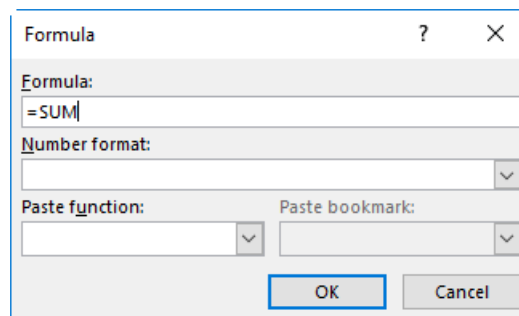 Formula ?
Formula:
=SUM
Number format:
Paste function: Paste bookmark:
OK Cancel